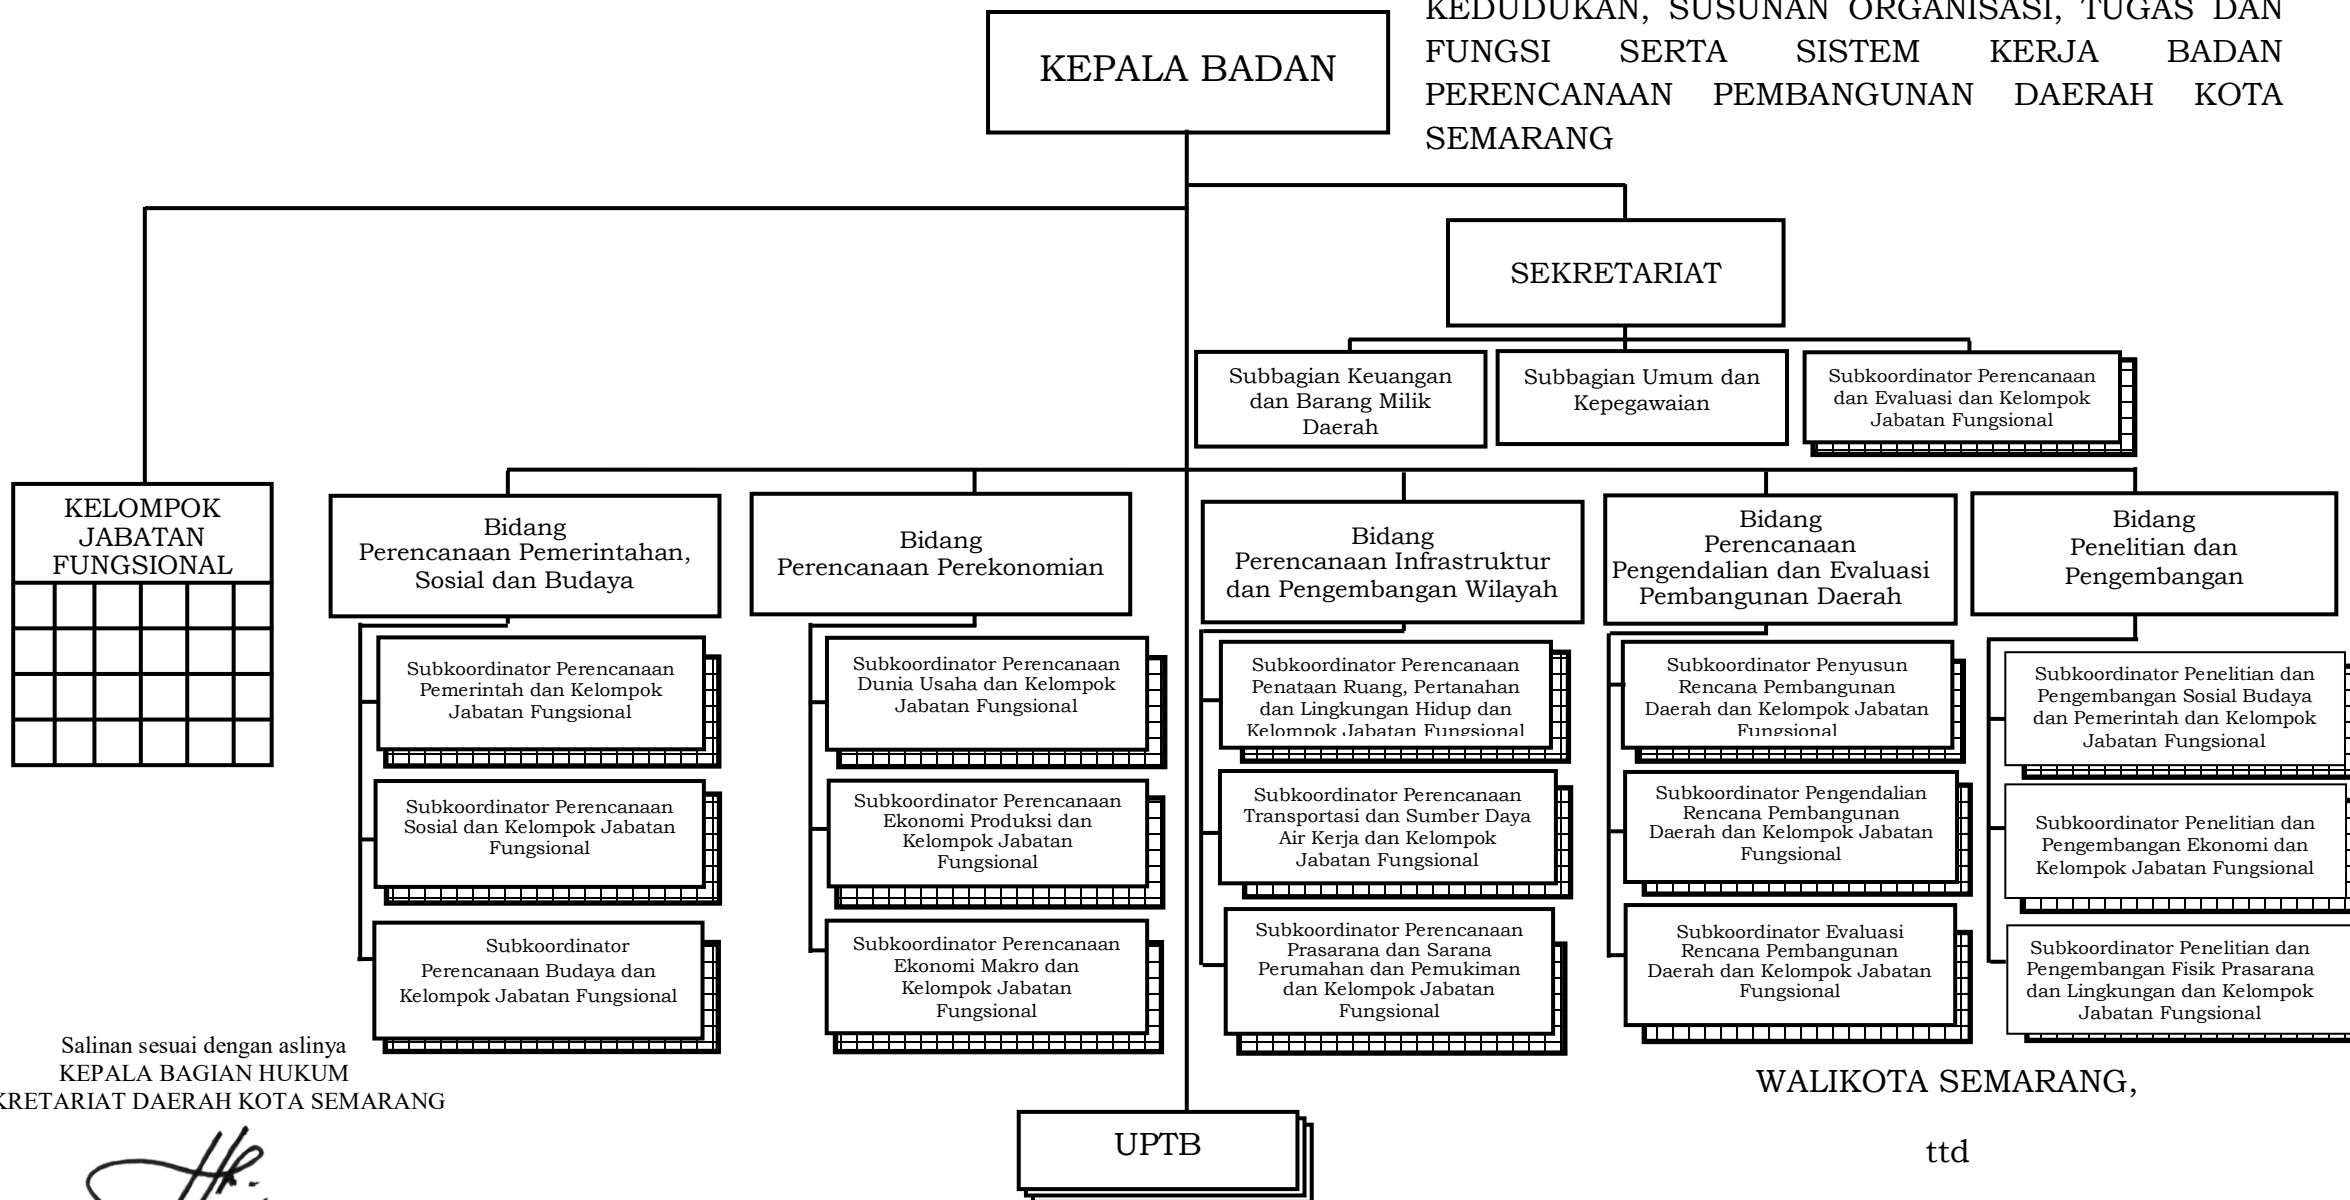 KEDUDUKAN, SUSUNAN ORGANISASI, TUGAS DAN
FUNGSI SERTA SISTEM KERJA BADAN
PERENCANAAN PEMBANGUNAN DAERAH KOTA
SEMARANG
KEPALA BADAN
SEKRETARIAT
Subbagian Keuangan
dan Barang Milik
Daerah
Subbagian Umum dan
Kepegawaian
Subkoordinator Perencanaan
dan Evaluasi dan Kelompok
Jabatan Fungsional
KELOMPOK
JABATAN
FUNGSIONAL
Bidang
Perencanaan Pemerintahan,
Sosial dan Budaya
Bidang
Perencanaan Perekonomian
Bidang
Perencanaan Infrastruktur
dan Pengembangan Wilayah
Bidang
Perencanaan
Pengendalian dan Evaluasi
Pembangunan Daerah
Bidang
Penelitian dan
Pengembangan
Subkoordinator Perencanaan
Pemerintah dan Kelompok
Jabatan Fungsional
Subkoordinator Perencanaan
Dunia Usaha dan Kelompok
Jabatan Fungsional
Subkoordinator Perencanaan
Penataan Ruang, Pertanahan
dan Lingkungan Hidup dan
Kelompok Jabatan Fungsional
Subkoordinator Penyusun
Rencana Pembangunan
Daerah dan Kelompok Jabatan
Fungsional
Subkoordinator Penelitian dan
Pengembangan Sosial Budaya
dan Pemerintah dan Kelompok
Jabatan Fungsional
Subkoordinator Perencanaan
Sosial dan Kelompok Jabatan
Fungsional
Subkoordinator Perencanaan
Ekonomi Produksi dan
Kelompok Jabatan
Fungsional
Subkoordinator Perencanaan
Transportasi dan Sumber Daya
Air Kerja dan Kelompok
Jabatan Fungsional
Subkoordinator Pengendalian
Rencana Pembangunan
Daerah dan Kelompok Jabatan
Fungsional
Subkoordinator Penelitian dan
Pengembangan Ekonomi dan
Kelompok Jabatan Fungsional
Subkoordinator
Perencanaan Budaya dan
Kelompok Jabatan Fungsional
Subkoordinator Perencanaan
Ekonomi Makro dan
Kelompok Jabatan
Fungsional
Subkoordinator Perencanaan
Prasarana dan Sarana
Perumahan dan Pemukiman
dan Kelompok Jabatan
Fungsional
Subkoordinator Evaluasi
Rencana Pembangunan
Daerah dan Kelompok Jabatan
Fungsional
Subkoordinator Penelitian dan
Pengembangan Fisik Prasarana
dan Lingkungan dan Kelompok
Jabatan Fungsional
Salinan sesuai dengan aslinya
KEPALA BAGIAN HUKUM
KRETARIAT DAERAH KOTA SEMARANG
UPTB
WALIKOTA SEMARANG,
ttd